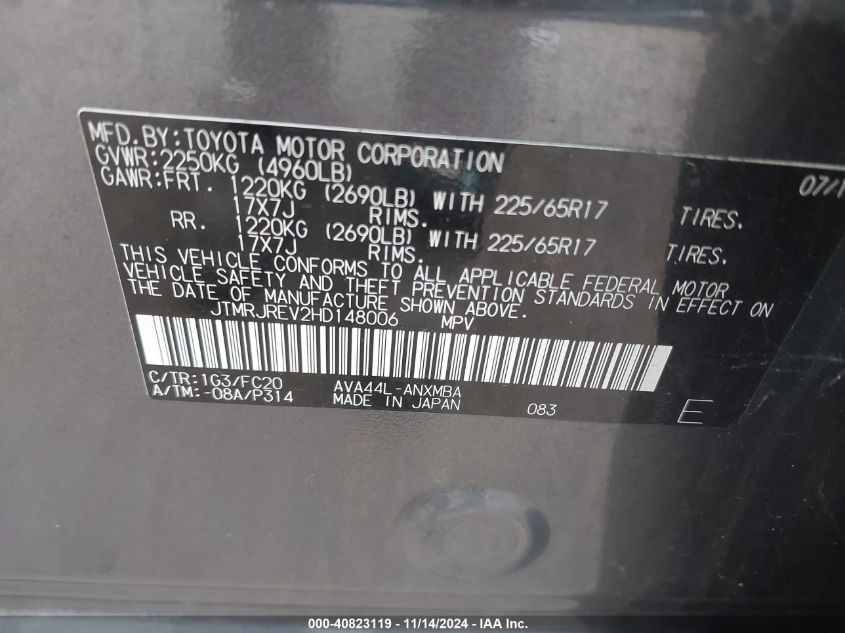 MFD.BY:TOYOTA MOTOR CORPORATION 07/1
GVWR:2250KG (4960LB)
GAWR:FRT. 1220KG (2690LB) WITH 225/65R17 TIRES.
17X7J RIMS.
RR. 1220KG (2690LB) WITH 225/65R17 TIRES.
17X7J RIMS.
THIS VEHICLE CONFORMS TO ALL APPLICABLE FEDERAL MOTOR
VEHICLE SAFETY AND THEFT PREVENTION STANDARDS IN EFFECT ON
THE DATE OF MANUFACTURE SHOWN ABOVE.
JTMRJREV2HD148006 MPV
C/TR:1G3/FC20 AVA44L-ANXMBA
A/TM:-08A/P314 MADE IN JAPAN 083 E
000-40823119 - 11/14/2024 - IAA Inc.